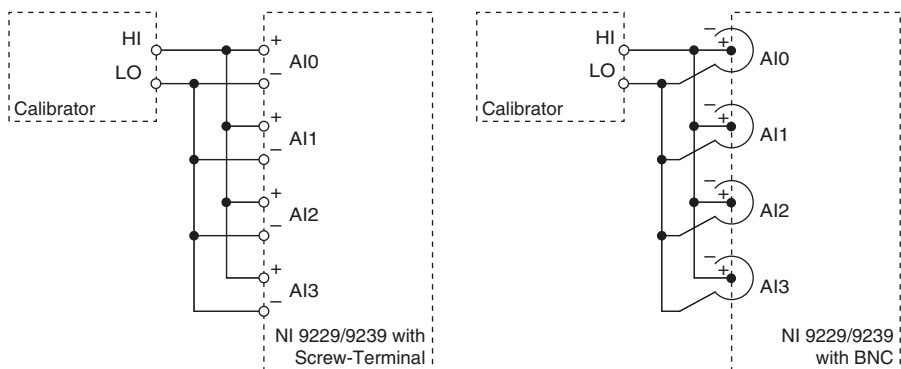 HI
LO
Calibrator
+
AI0
–
+
AI1
–
+
AI2
–
+
AI3
–
NI 9229/9239 with
Screw-Terminal
HI
LO
Calibrator
–
+
AI0
–
+
AI1
–
+
AI2
–
+
AI3
NI 9229/9239
with BNC